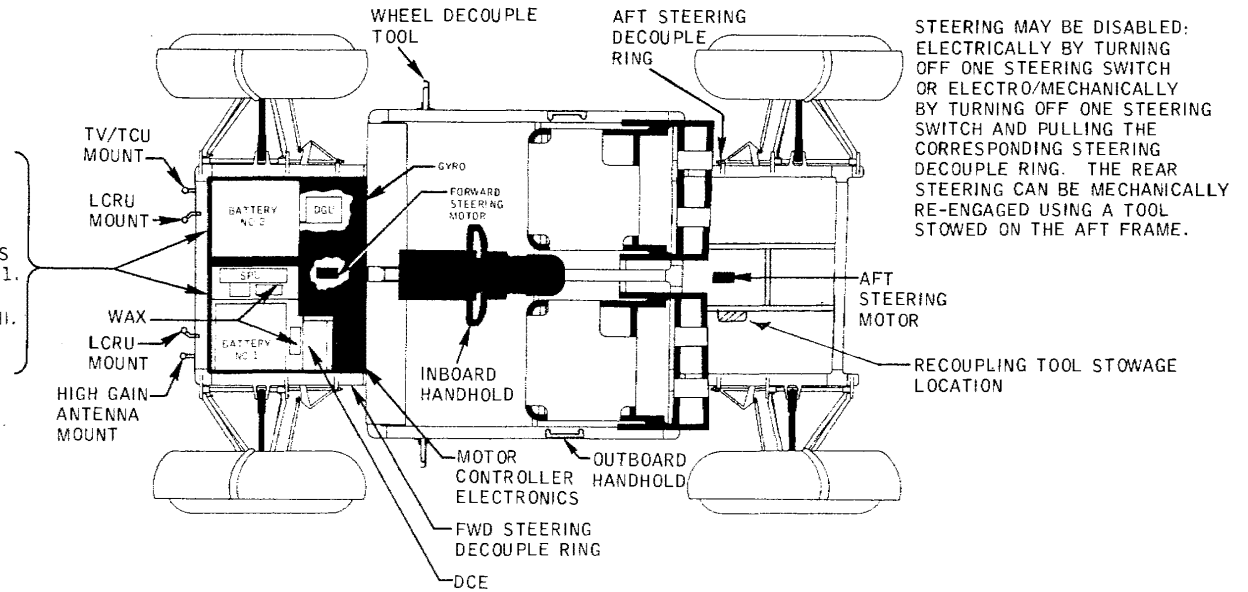 WHEEL DECOUPLE
TOOL
AFT STEERING
DECOUPLE
RING
STEERING MAY BE DISABLED:
ELECTRICALLY BY TURNING
OFF ONE STEERING SWITCH
OR ELECTRO/MECHANICALLY
BY TURNING OFF ONE STEERING
SWITCH AND PULLING THE
CORRESPONDING STEERING
DECOUPLE RING. THE REAR
STEERING CAN BE MECHANICALLY
RE-ENGAGED USING A TOOL
STOWED ON THE AFT FRAME.
TV/TCU
MOUNT
LCRU
MOUNT
S
1.
WAX
LCRU
MOUNT
HIGH GAIN
ANTENNA
MOUNT
BATTERY
DGU
GYRO
FORWARD
STEERING
MOTOR
BATTERY
NO 1
INBOARD
HANDHOLD
AFT
STEERING
MOTOR
RECOUPLING TOOL STOWAGE
LOCATION
MOTOR
CONTROLLER
ELECTRONICS
OUTBOARD
HANDHOLD
FWD STEERING
DECOUPLE RING
DCE